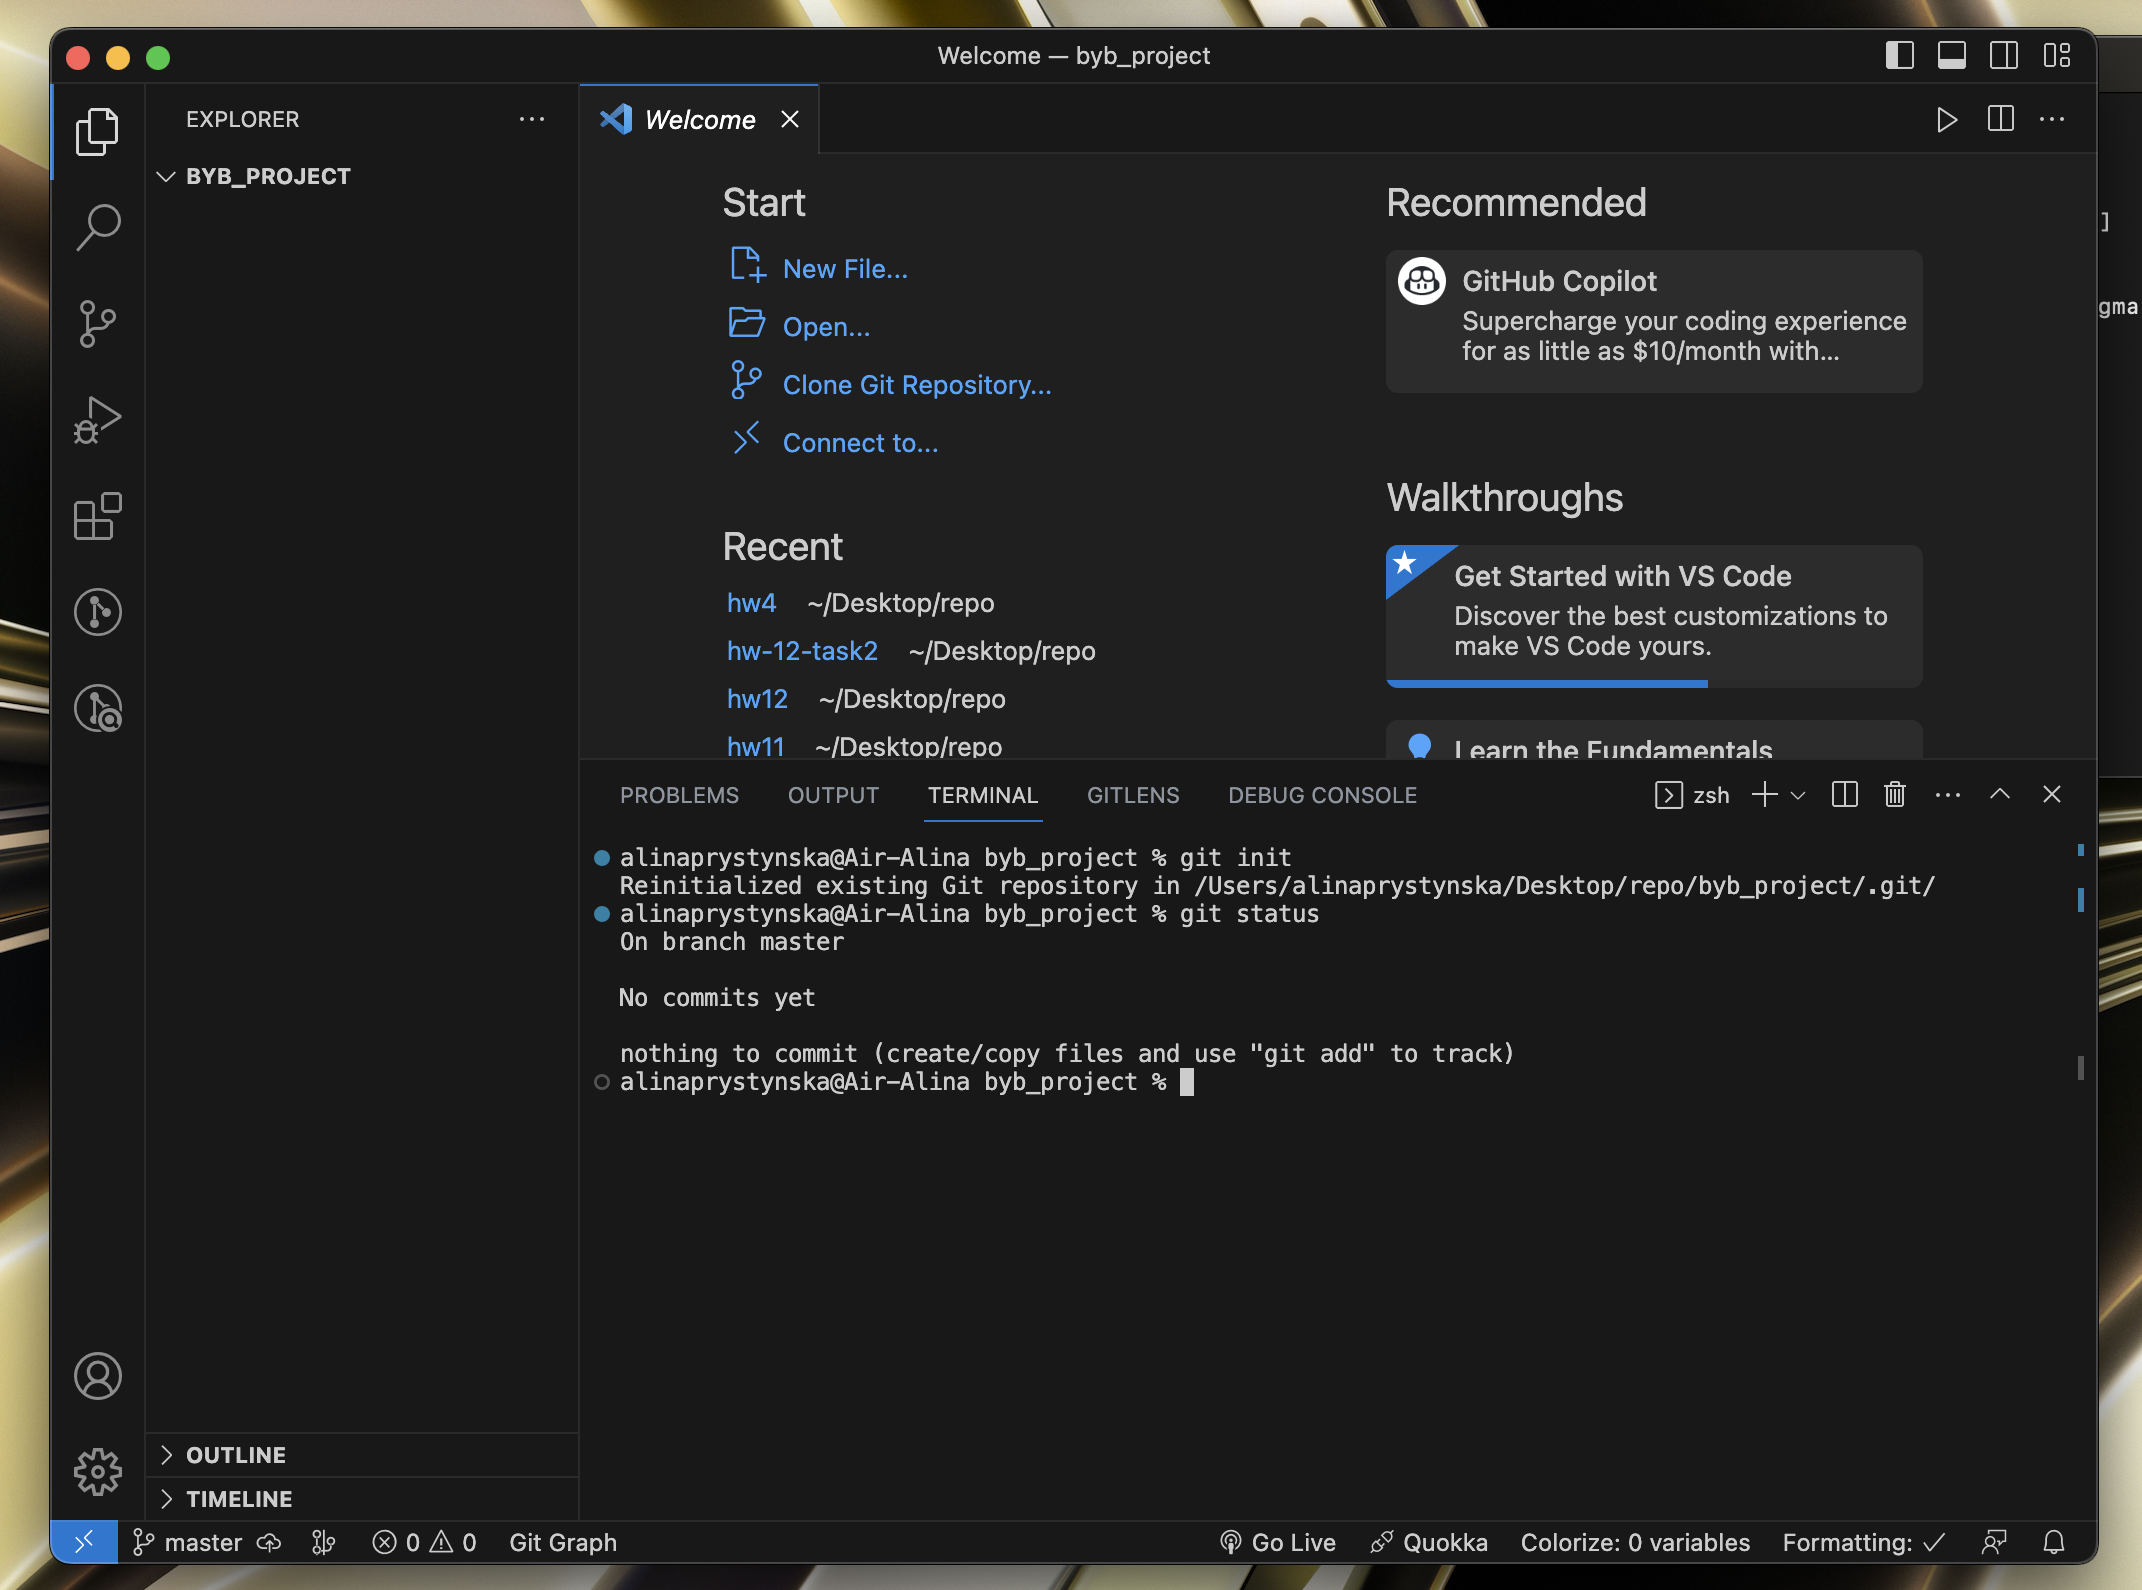 Welcome — byb_project
EXPLORER
BYB_PROJECT
Welcome
Start
New File...
Open...
Clone Git Repository...
Connect to...
Recent
hw4 ~/Desktop/repo
hw-12-task2 ~/Desktop/repo
hw12 ~/Desktop/repo
hw11 ~/Desktop/repo
Recommended
GitHub Copilot
Supercharge your coding experience
for as little as $10/month with...
Walkthroughs
Get Started with VS Code
Discover the best customizations to
make VS Code yours.
Learn the Fundamentals
]
gma
PROBLEMS OUTPUT TERMINAL GITLENS DEBUG CONSOLE
zsh
alinaprystynska@Air-Alina byb_project % git init
Reinitialized existing Git repository in /Users/alinaprystynska/Desktop/repo/byb_project/.git/
alinaprystynska@Air-Alina byb_project % git status
On branch master
No commits yet
nothing to commit (create/copy files and use "git add" to track)
alinaprystynska@Air-Alina byb_project %
OUTLINE
TIMELINE
master 0 0 Git Graph Go Live Quokka Colorize: 0 variables Formatting: